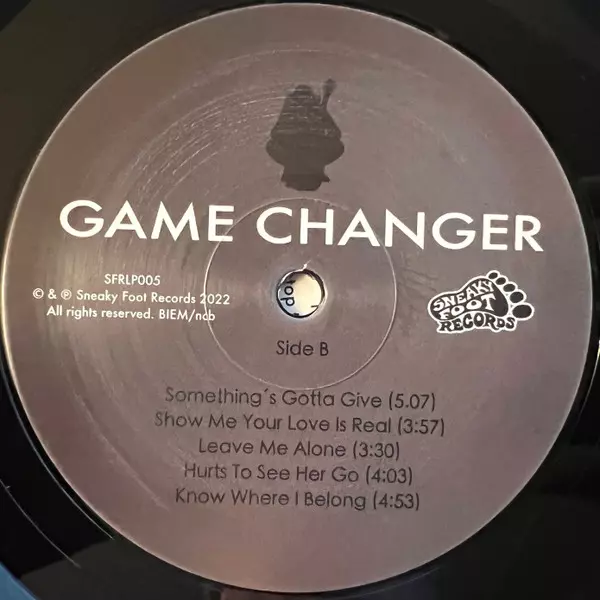 GAME CHANGER
SFRLP005
© & ℗ Sneaky Foot Records 2022
All rights reserved. BIEM/ncb
SNEAKY
FOOT
RECORDS
Side B
Something´s Gotta Give (5.07)
Show Me Your Love Is Real (3:57)
Leave Me Alone (3:30)
Hurts To See Her Go (4:03)
Know Where I Belong (4:53)